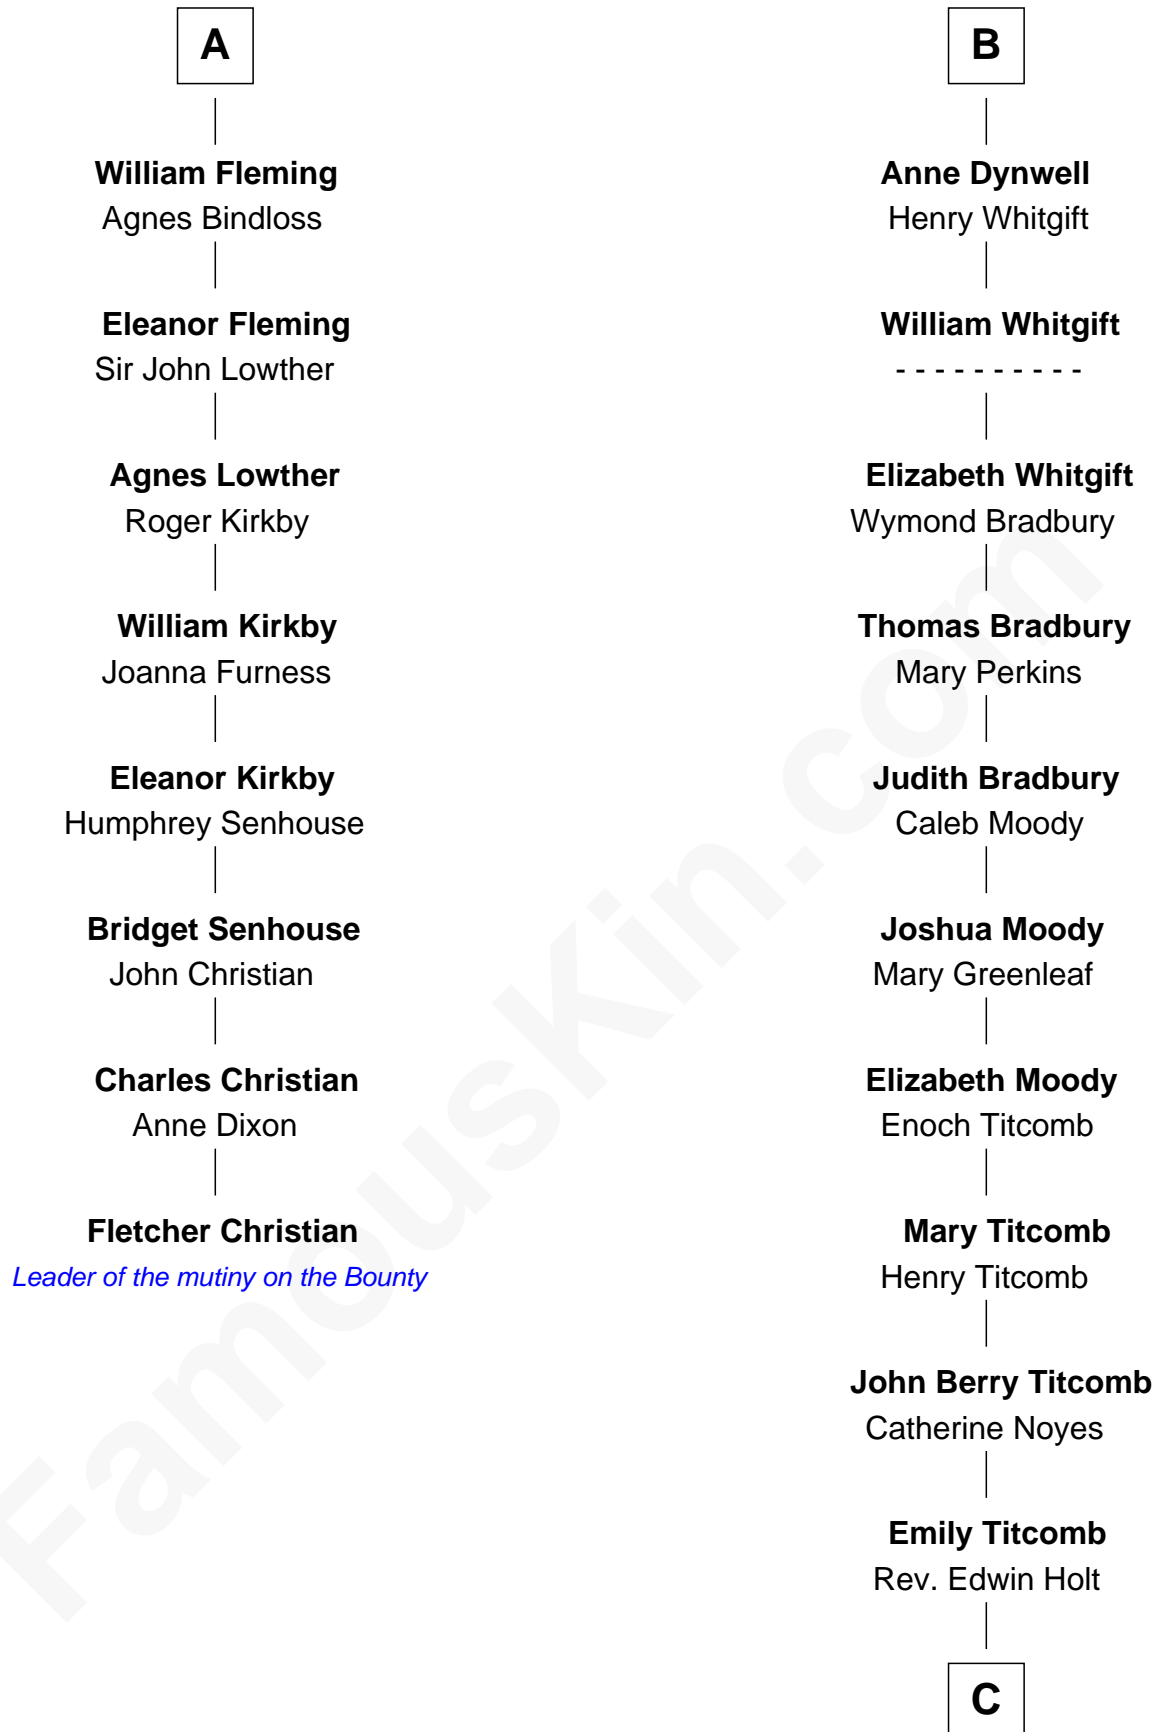 A
William Fleming
Agnes Bindloss
Eleanor Fleming
Sir John Lowther
Agnes Lowther
Roger Kirkby
William Kirkby
Joanna Furness
Eleanor Kirkby
Humphrey Senhouse
Bridget Senhouse
John Christian
Charles Christian
Anne Dixon
Fletcher Christian
Leader of the mutiny on the Bounty
B
Anne Dynwell
Henry Whitgift
William Whitgift
- - - - - - - - - -
Elizabeth Whitgift
Wymond Bradbury
Thomas Bradbury
Mary Perkins
Judith Bradbury
Caleb Moody
Joshua Moody
Mary Greenleaf
Elizabeth Moody
Enoch Titcomb
Mary Titcomb
Henry Titcomb
John Berry Titcomb
Catherine Noyes
Emily Titcomb
Rev. Edwin Holt
C
FamousKin.com